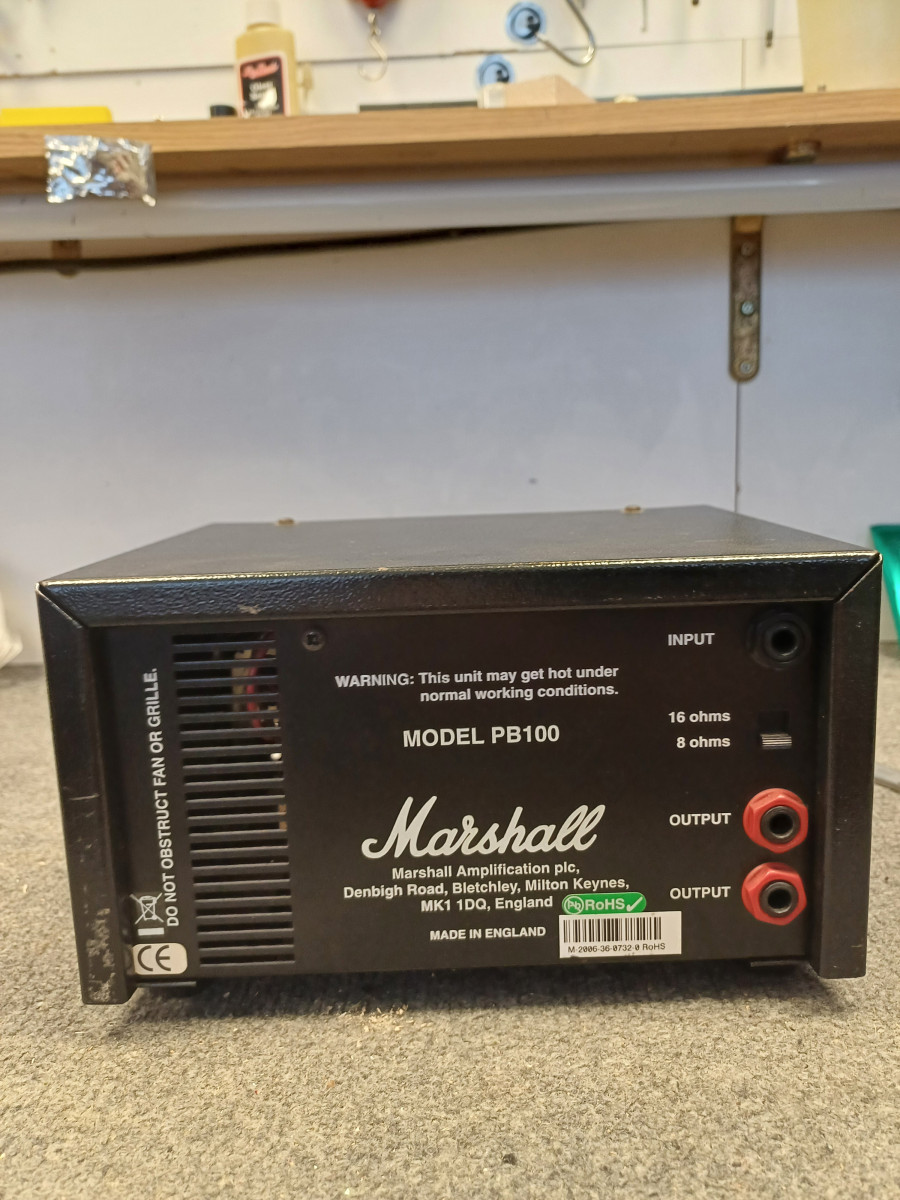 INPUT
WARNING: This unit may get hot under
normal working conditions.
16 ohms
8 ohms
MODEL PB100
DO NOT OBSTRUCT FAN OR GRILLE.
Marshall
OUTPUT
Marshall Amplification plc,
Denbigh Road, Bletchley, Milton Keynes,
MK1 1DQ, England
Pb RoHS
OUTPUT
MADE IN ENGLAND
M-2006-36-0732-0 RoHS
CE